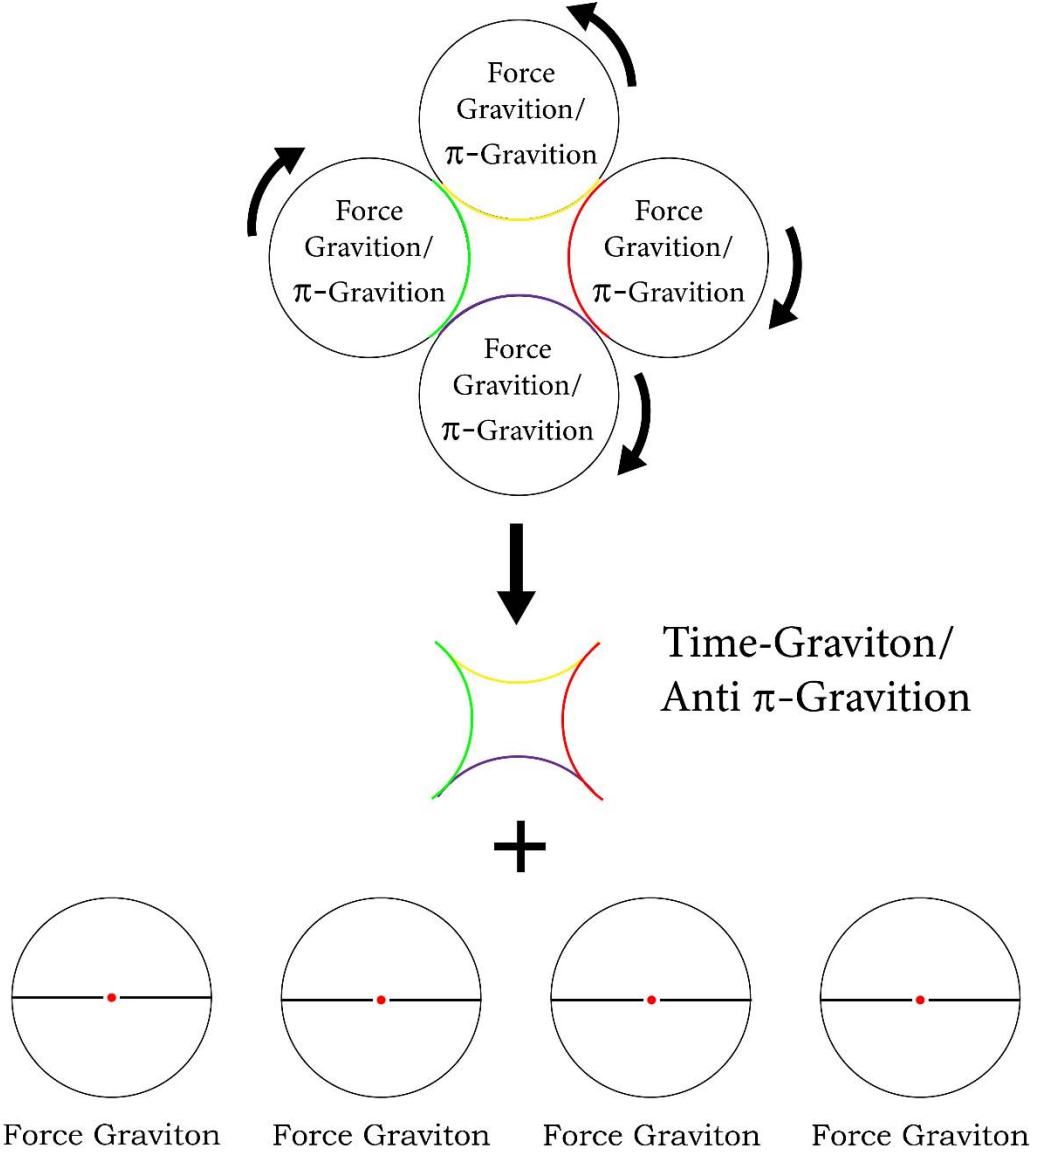 Force
Gravition/
π-Gravition
Force
Gravition/
π-Gravition
Force
Gravition/
π-Gravition
Force
Gravition/
π-Gravition
Time-Graviton/
Anti π-Gravition
+
Force Graviton
Force Graviton
Force Graviton
Force Graviton